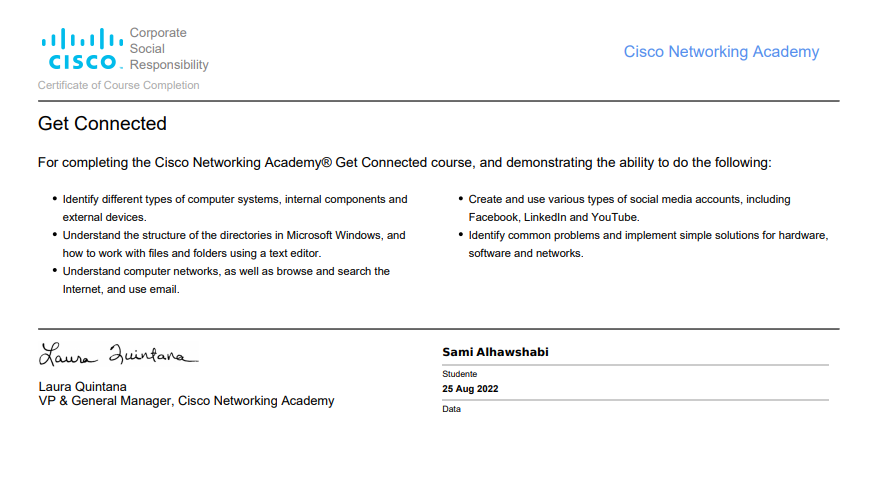 Corporate
Social
Responsibility
CISCO.
Cisco Networking Academy
Certificate of Course Completion
Get Connected
For completing the Cisco Networking Academy® Get Connected course, and demonstrating the ability to do the following:
• Identify different types of computer systems, internal components and
external devices.
• Understand the structure of the directories in Microsoft Windows, and
how to work with files and folders using a text editor.
• Understand computer networks, as well as browse and search the
Internet, and use email.
• Create and use various types of social media accounts, including
Facebook, LinkedIn and YouTube.
• Identify common problems and implement simple solutions for hardware,
software and networks.
Laura Quintana
Laura Quintana
VP & General Manager, Cisco Networking Academy
Sami Alhawshabi
Studente
25 Aug 2022
Data